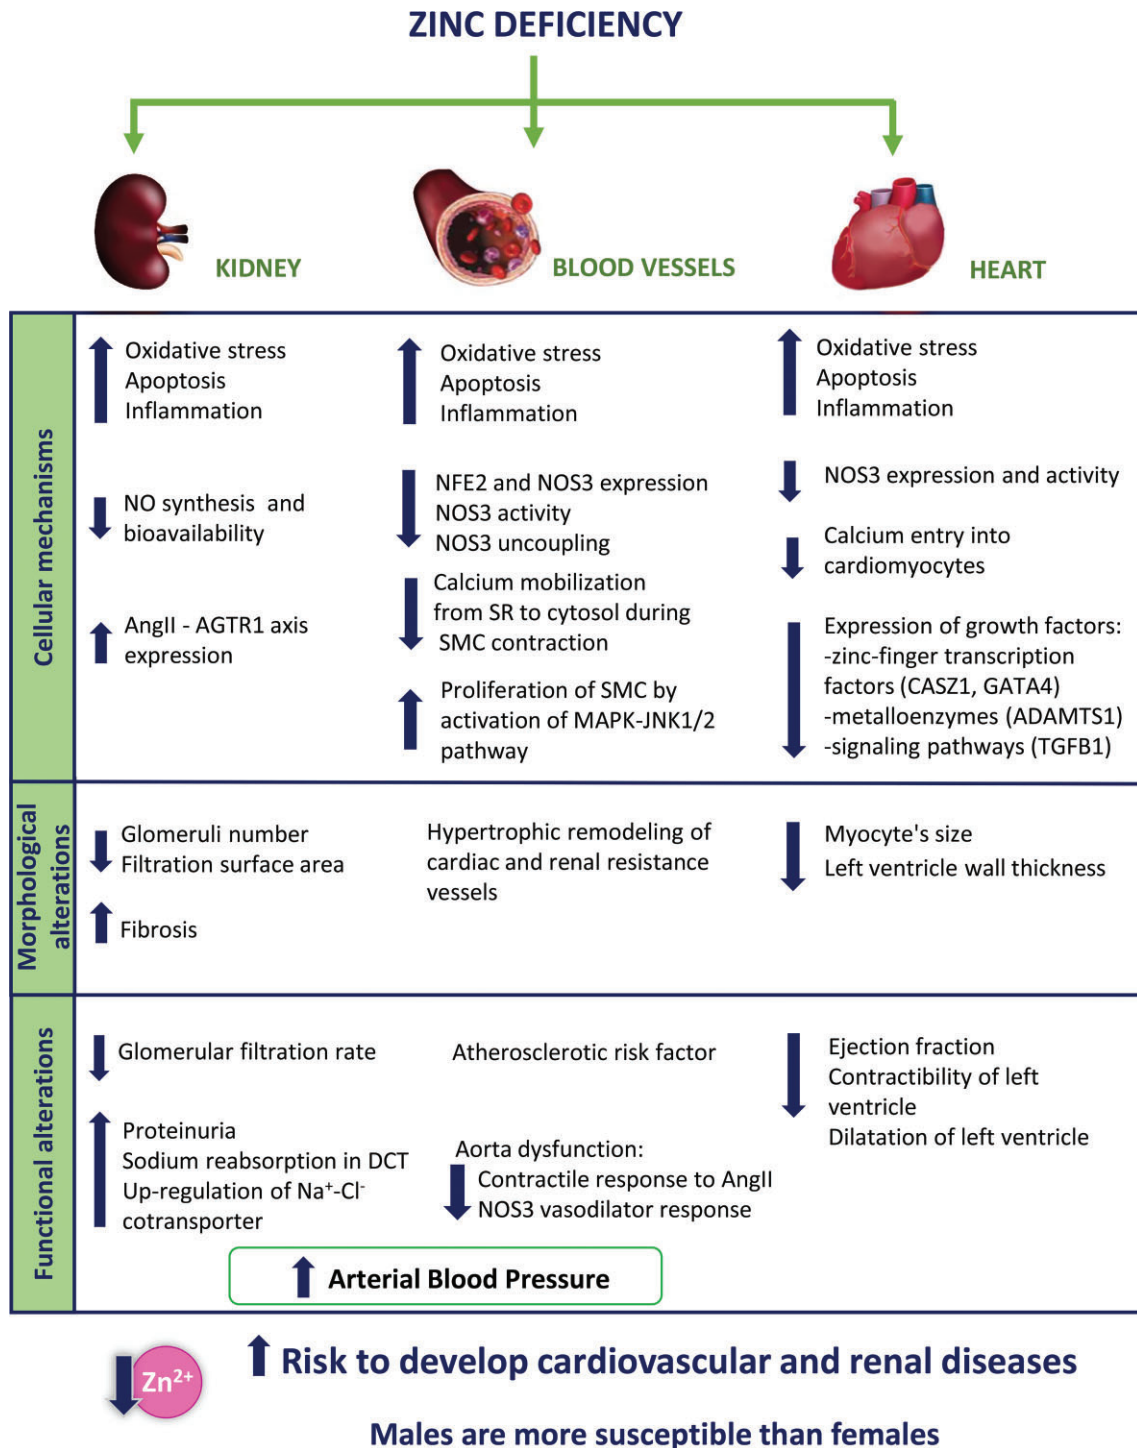 ZINC DEFICIENCY
KIDNEY
BLOOD VESSELS
HEART
Cellular mechanisms
Oxidative stress
Apoptosis
Inflammation
NO synthesis and
bioavailability
AngII - AGTR1 axis
expression
Oxidative stress
Apoptosis
Inflammation
NFE2 and NOS3 expression
NOS3 activity
NOS3 uncoupling
Calcium mobilization
from SR to cytosol during
SMC contraction
Proliferation of SMC by
activation of MAPK-JNK1/2
pathway
Oxidative stress
Apoptosis
Inflammation
NOS3 expression and activity
Calcium entry into
cardiomyocytes
Expression of growth factors:
-zinc-finger transcription
factors (CASZ1, GATA4)
-metalloenzymes (ADAMTS1)
-signaling pathways (TGFB1)
Morphological
alterations
Glomeruli number
Filtration surface area
Fibrosis
Hypertrophic remodeling of
cardiac and renal resistance
vessels
Myocyte's size
Left ventricle wall thickness
Functional alterations
Glomerular filtration rate
Proteinuria
Sodium reabsorption in DCT
Up-regulation of Na⁺-Cl⁻
cotransporter
Atherosclerotic risk factor
Aorta dysfunction:
Contractile response to AngII
NOS3 vasodilator response
Ejection fraction
Contractibility of left
ventricle
Dilatation of left ventricle
Arterial Blood Pressure
Zn²⁺
Risk to develop cardiovascular and renal diseases
Males are more susceptible than females